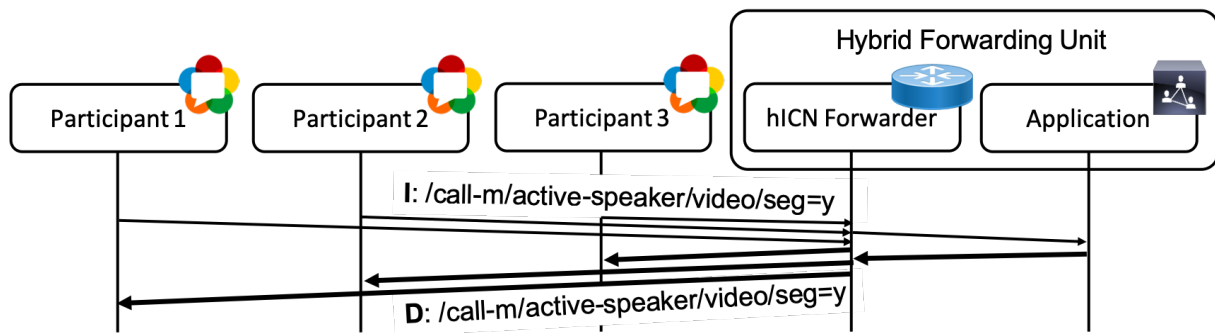 Hybrid Forwarding Unit
Participant 1
Participant 2
Participant 3
hICN Forwarder
Application
I: /call-m/active-speaker/video/seg=y
D: /call-m/active-speaker/video/seg=y